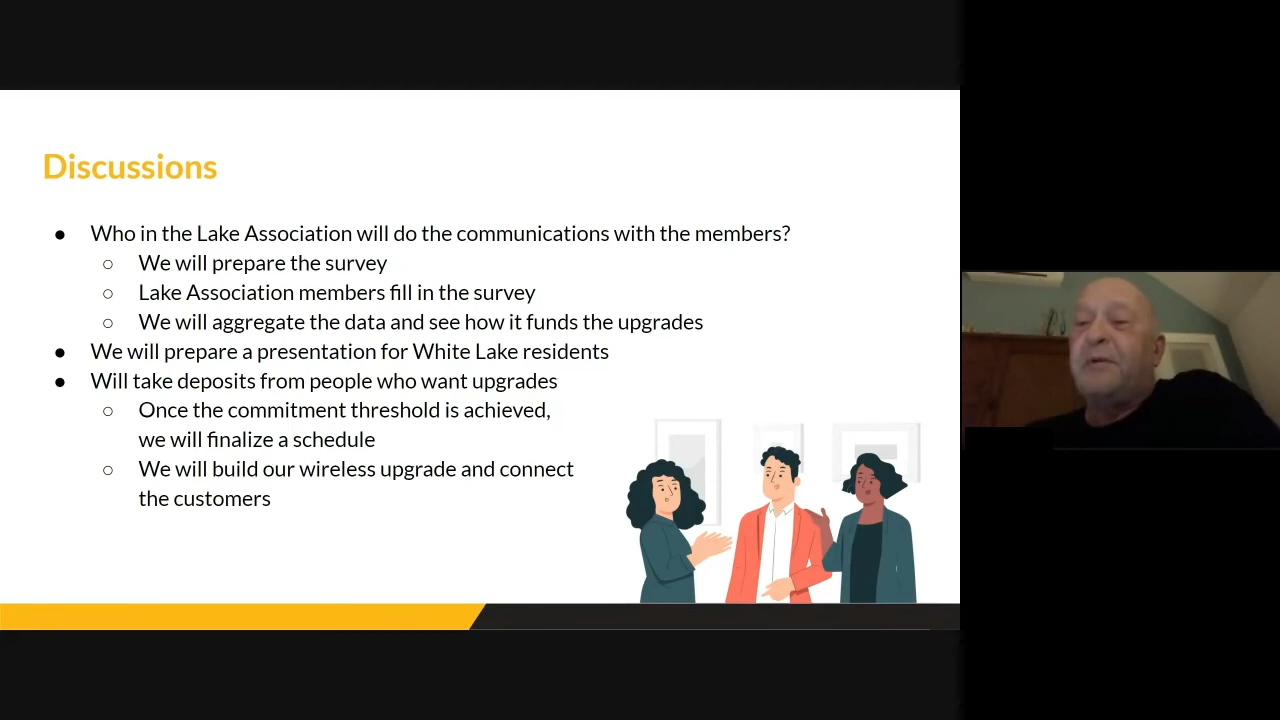 Discussions
● Who in the Lake Association will do the communications with the members?
○ We will prepare the survey
○ Lake Association members fill in the survey
○ We will aggregate the data and see how it funds the upgrades
● We will prepare a presentation for White Lake residents
● Will take deposits from people who want upgrades
○ Once the commitment threshold is achieved,
we will finalize a schedule
○ We will build our wireless upgrade and connect
the customers